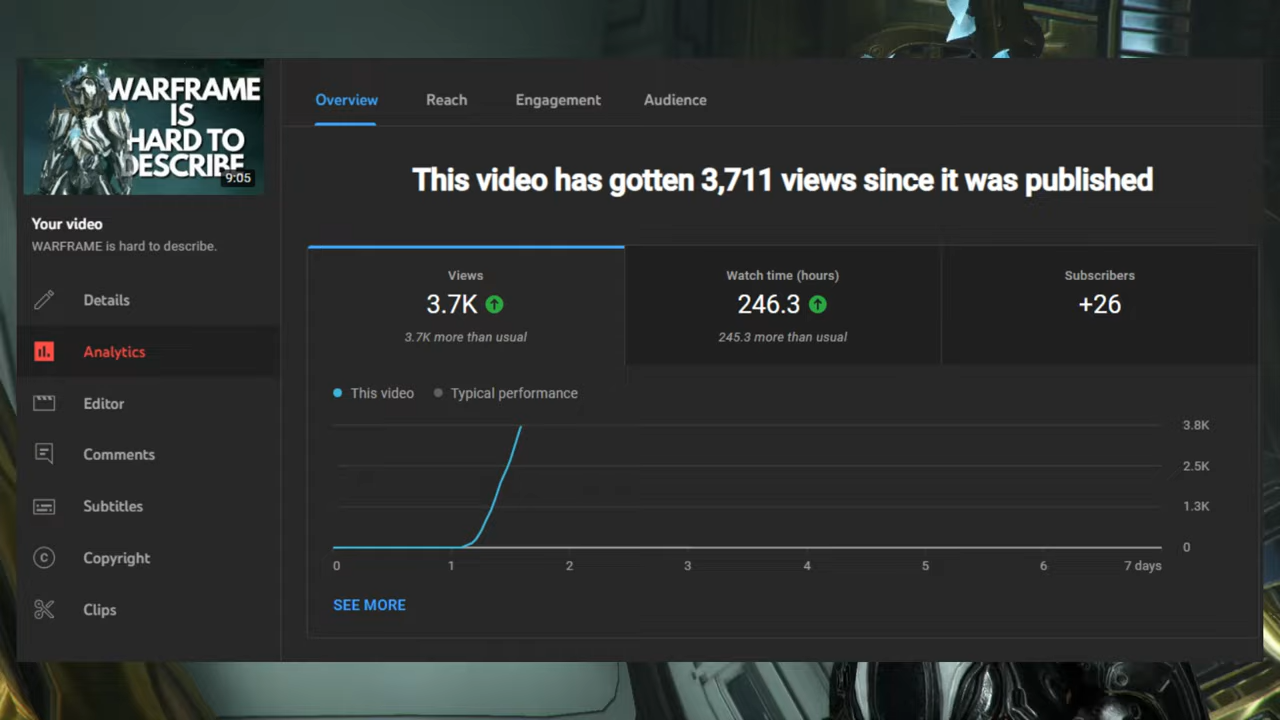 WARFRAME
IS
HARD TO
DESCRIBE
9:05
Your video
WARFRAME is hard to describe.
Details
Analytics
Editor
Comments
Subtitles
Copyright
Clips
Overview Reach Engagement Audience
This video has gotten 3,711 views since it was published
Views
3.7K
3.7K more than usual
Watch time (hours)
246.3
245.3 more than usual
Subscribers
+26
This video Typical performance
3.8K
2.5K
1.3K
0
0 1 2 3 4 5 6 7 days
SEE MORE